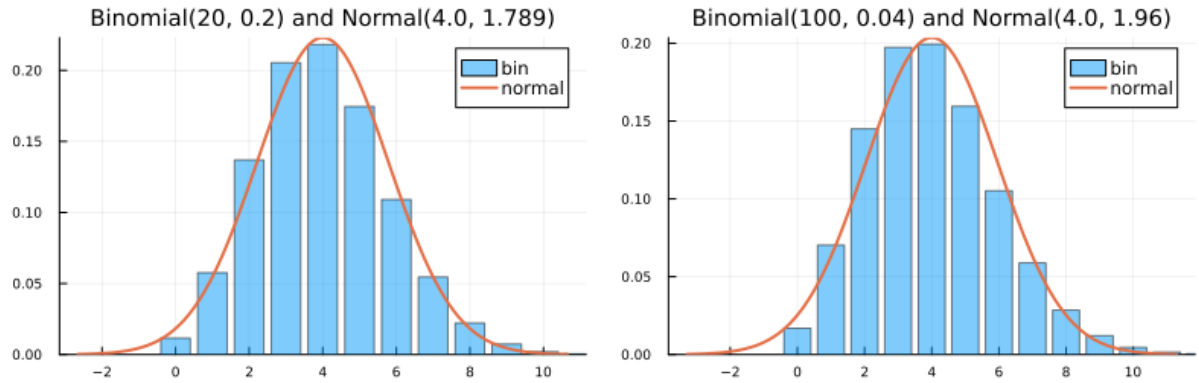 Binomial(20, 0.2) and Normal(4.0, 1.789)
bin
normal
0.20
0.15
0.10
0.05
0.00
−2 0 2 4 6 8 10
Binomial(100, 0.04) and Normal(4.0, 1.96)
bin
normal
0.20
0.15
0.10
0.05
0.00
−2 0 2 4 6 8 10